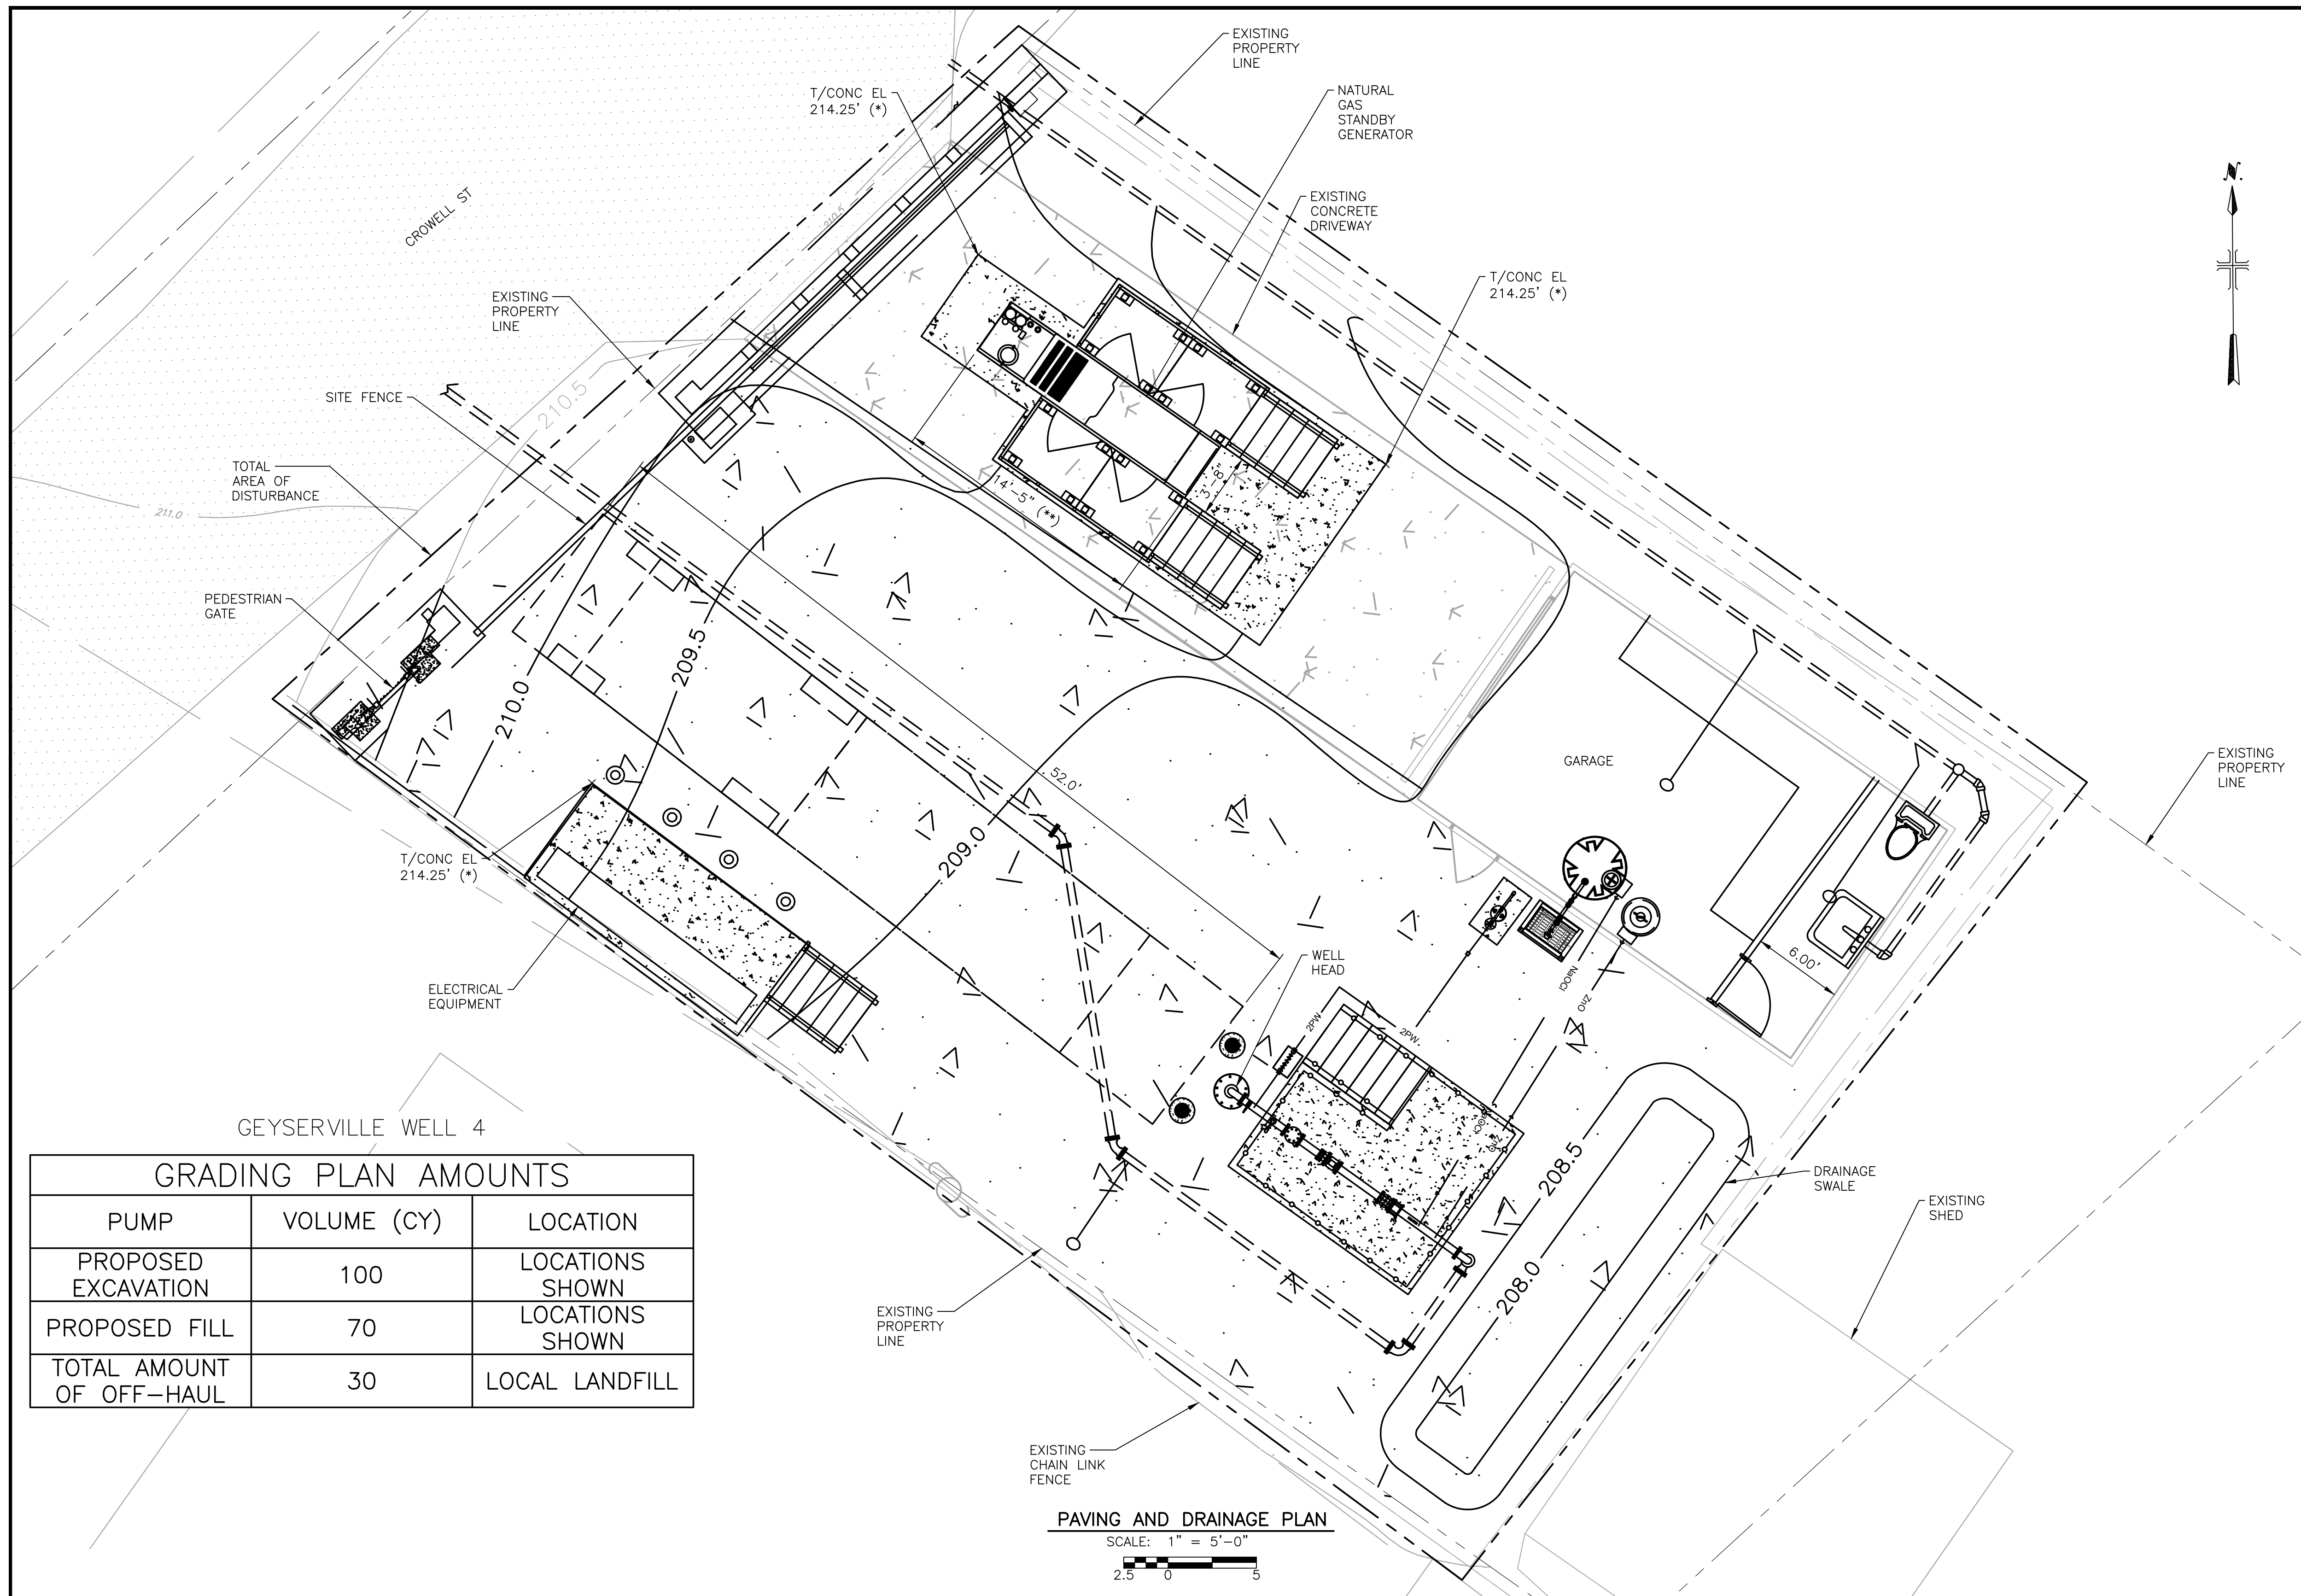 EXISTING
PROPERTY
LINE
T/CONC EL
214.25' (*)
NATURAL
GAS
STANDBY
GENERATOR
N.
CROWELL ST
210.5
EXISTING
CONCRETE
DRIVEWAY
T/CONC EL
214.25' (*)
EXISTING
PROPERTY
LINE
SITE FENCE
210.5
TOTAL
AREA OF
DISTURBANCE
211.0
14'-5" (**)
PEDESTRIAN
GATE
209.5
210.0
52.0'
209.0
GARAGE
EXISTING
PROPERTY
LINE
T/CONC EL
214.25' (*)
ELECTRICAL
EQUIPMENT
WELL
HEAD
6.00'
NaOCl
ZnO
2PW
2PW
NaOCl
ZnO
208.5
208.0
DRAINAGE
SWALE
EXISTING
SHED
GEYSERVILLE WELL 4
GRADING PLAN AMOUNTS
PUMP VOLUME (CY) LOCATION
PROPOSED
EXCAVATION 100 LOCATIONS
SHOWN
PROPOSED FILL 70 LOCATIONS
SHOWN
TOTAL AMOUNT
OF OFF-HAUL 30 LOCAL LANDFILL
EXISTING
PROPERTY
LINE
EXISTING
CHAIN LINK
FENCE
PAVING AND DRAINAGE PLAN
SCALE: 1" = 5'-0"
2.5 0 5